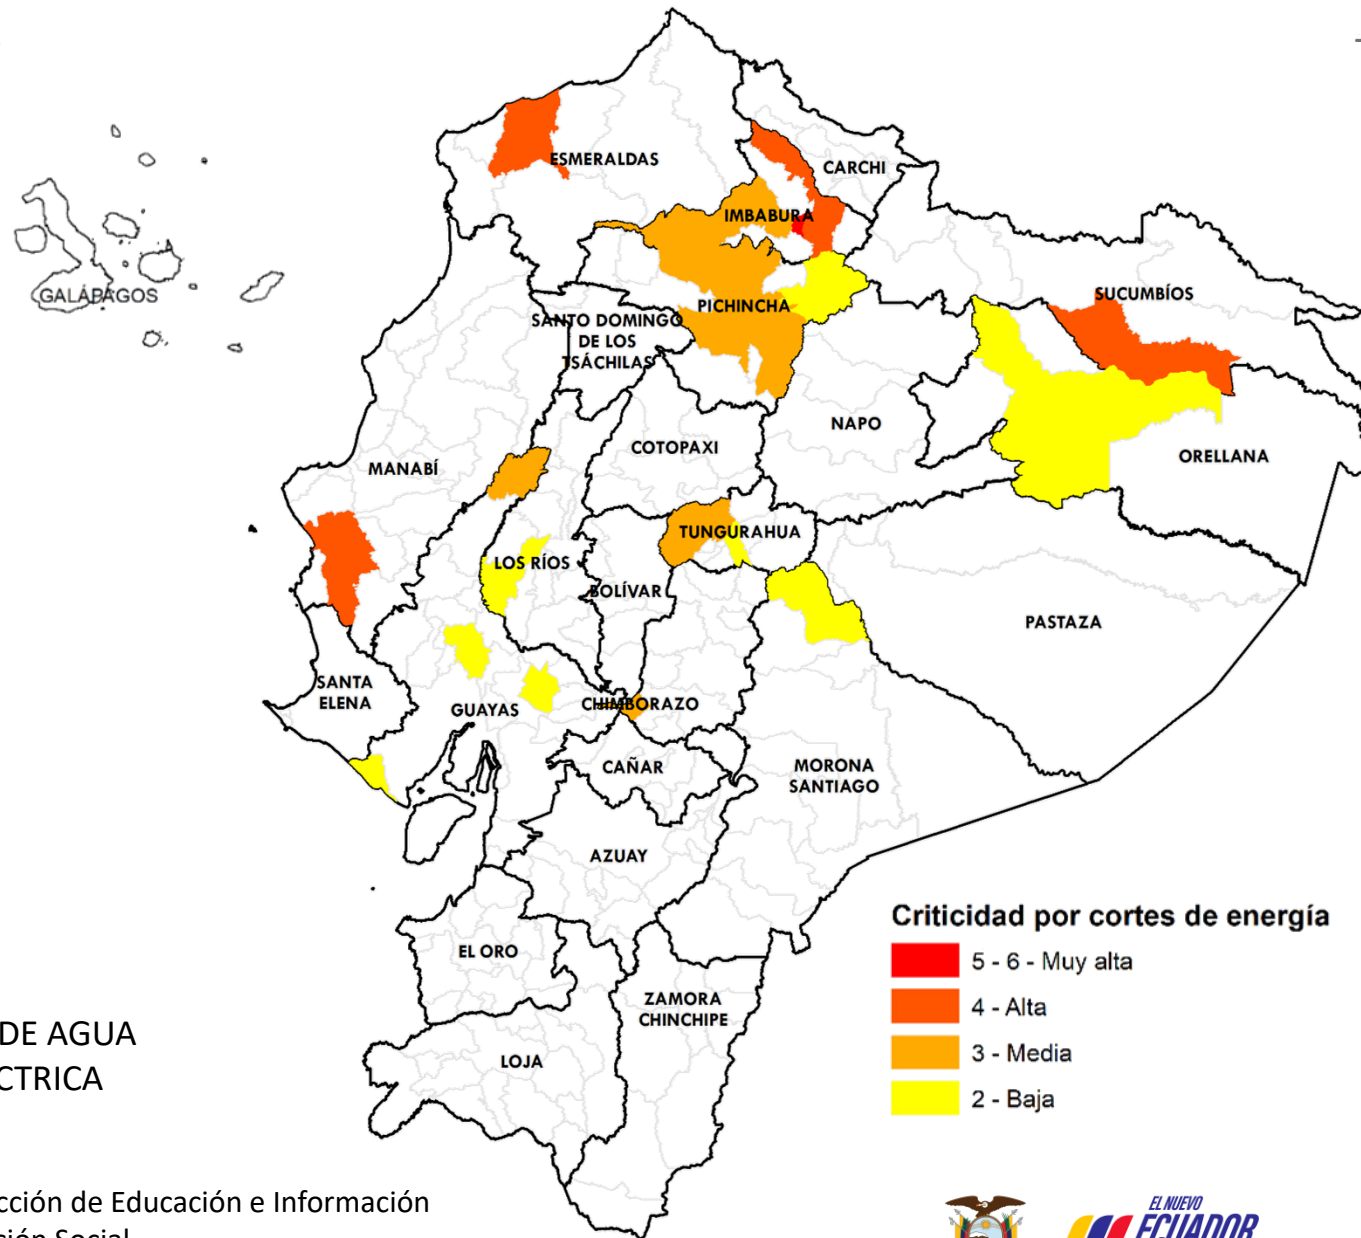 ESMERALDAS
CARCHI
IMBABURA
GALÁPAGOS
SUCUMBÍOS
PICHINCHA
SANTO DOMINGO
DE LOS
TSÁCHILAS
NAPO
COTOPAXI
ORELLANA
MANABÍ
TUNGURAHUA
LOS RÍOS
BOLÍVAR
PASTAZA
SANTA
ELENA
GUAYAS
CHIMBORAZO
CAÑAR
MORONA
SANTIAGO
AZUAY
EL ORO
ZAMORA
CHINCHIPE
LOJA
Criticidad por cortes de energía
5 - 6 - Muy alta
4 - Alta
3 - Media
2 - Baja
DE AGUA
CTRICA
cción de Educación e Información
ción Social
EL NUEVO
ECUADOR